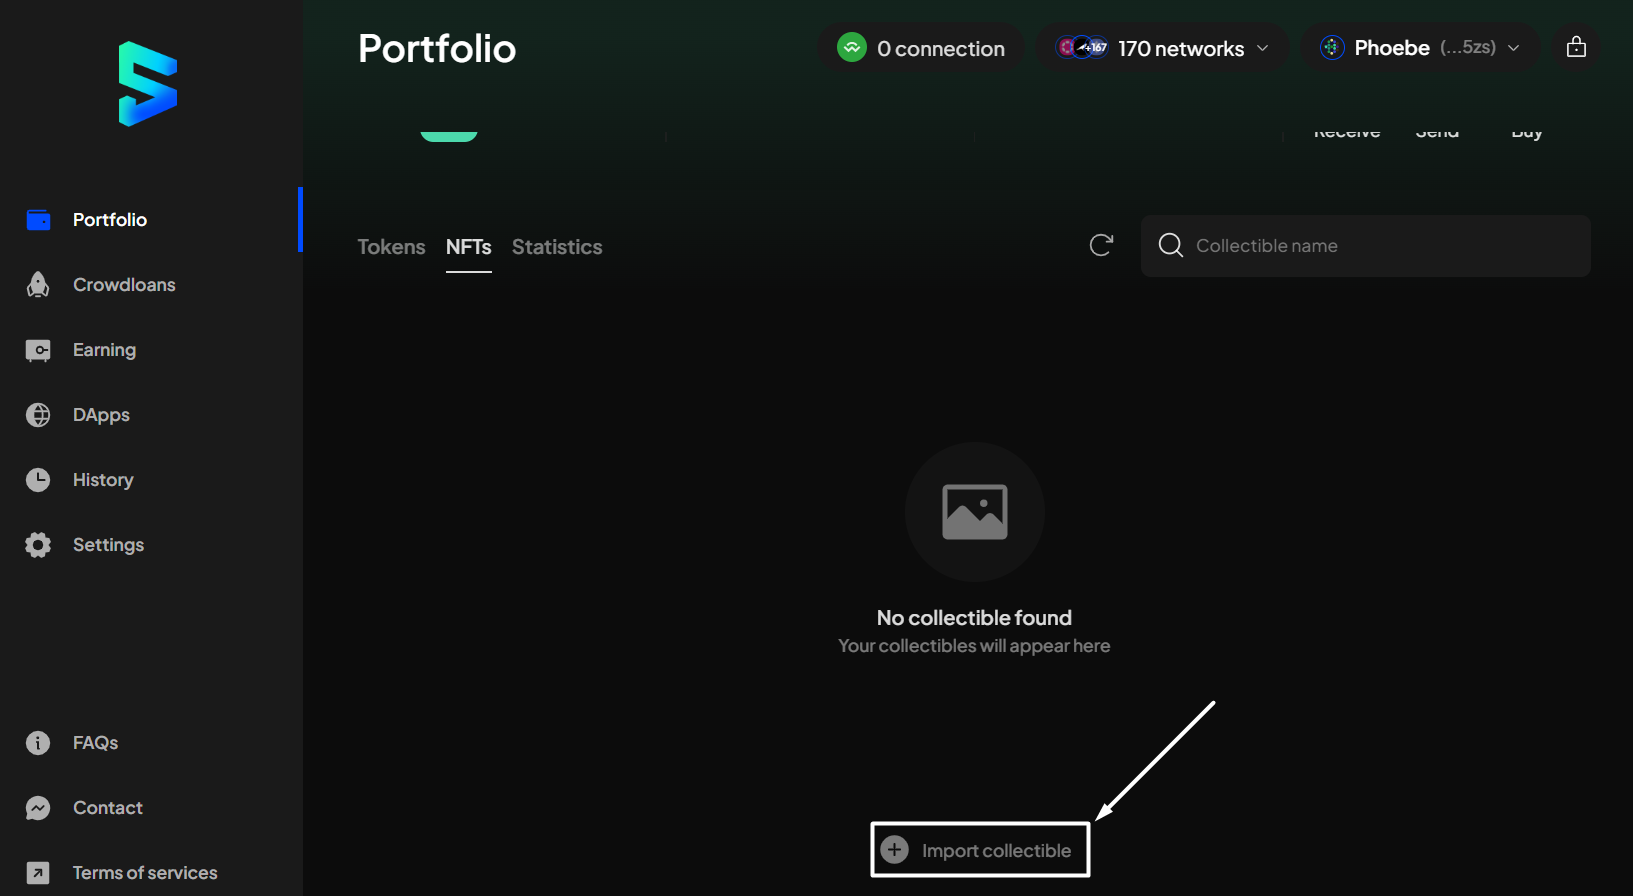 Portfolio
0 connection
+167
170 networks
Phoebe (...5zs)
Receive Send Buy
Portfolio
Crowdloans
Earning
DApps
History
Settings
FAQs
Contact
Terms of services
Tokens NFTs Statistics
Collectible name
No collectible found
Your collectibles will appear here
Import collectible